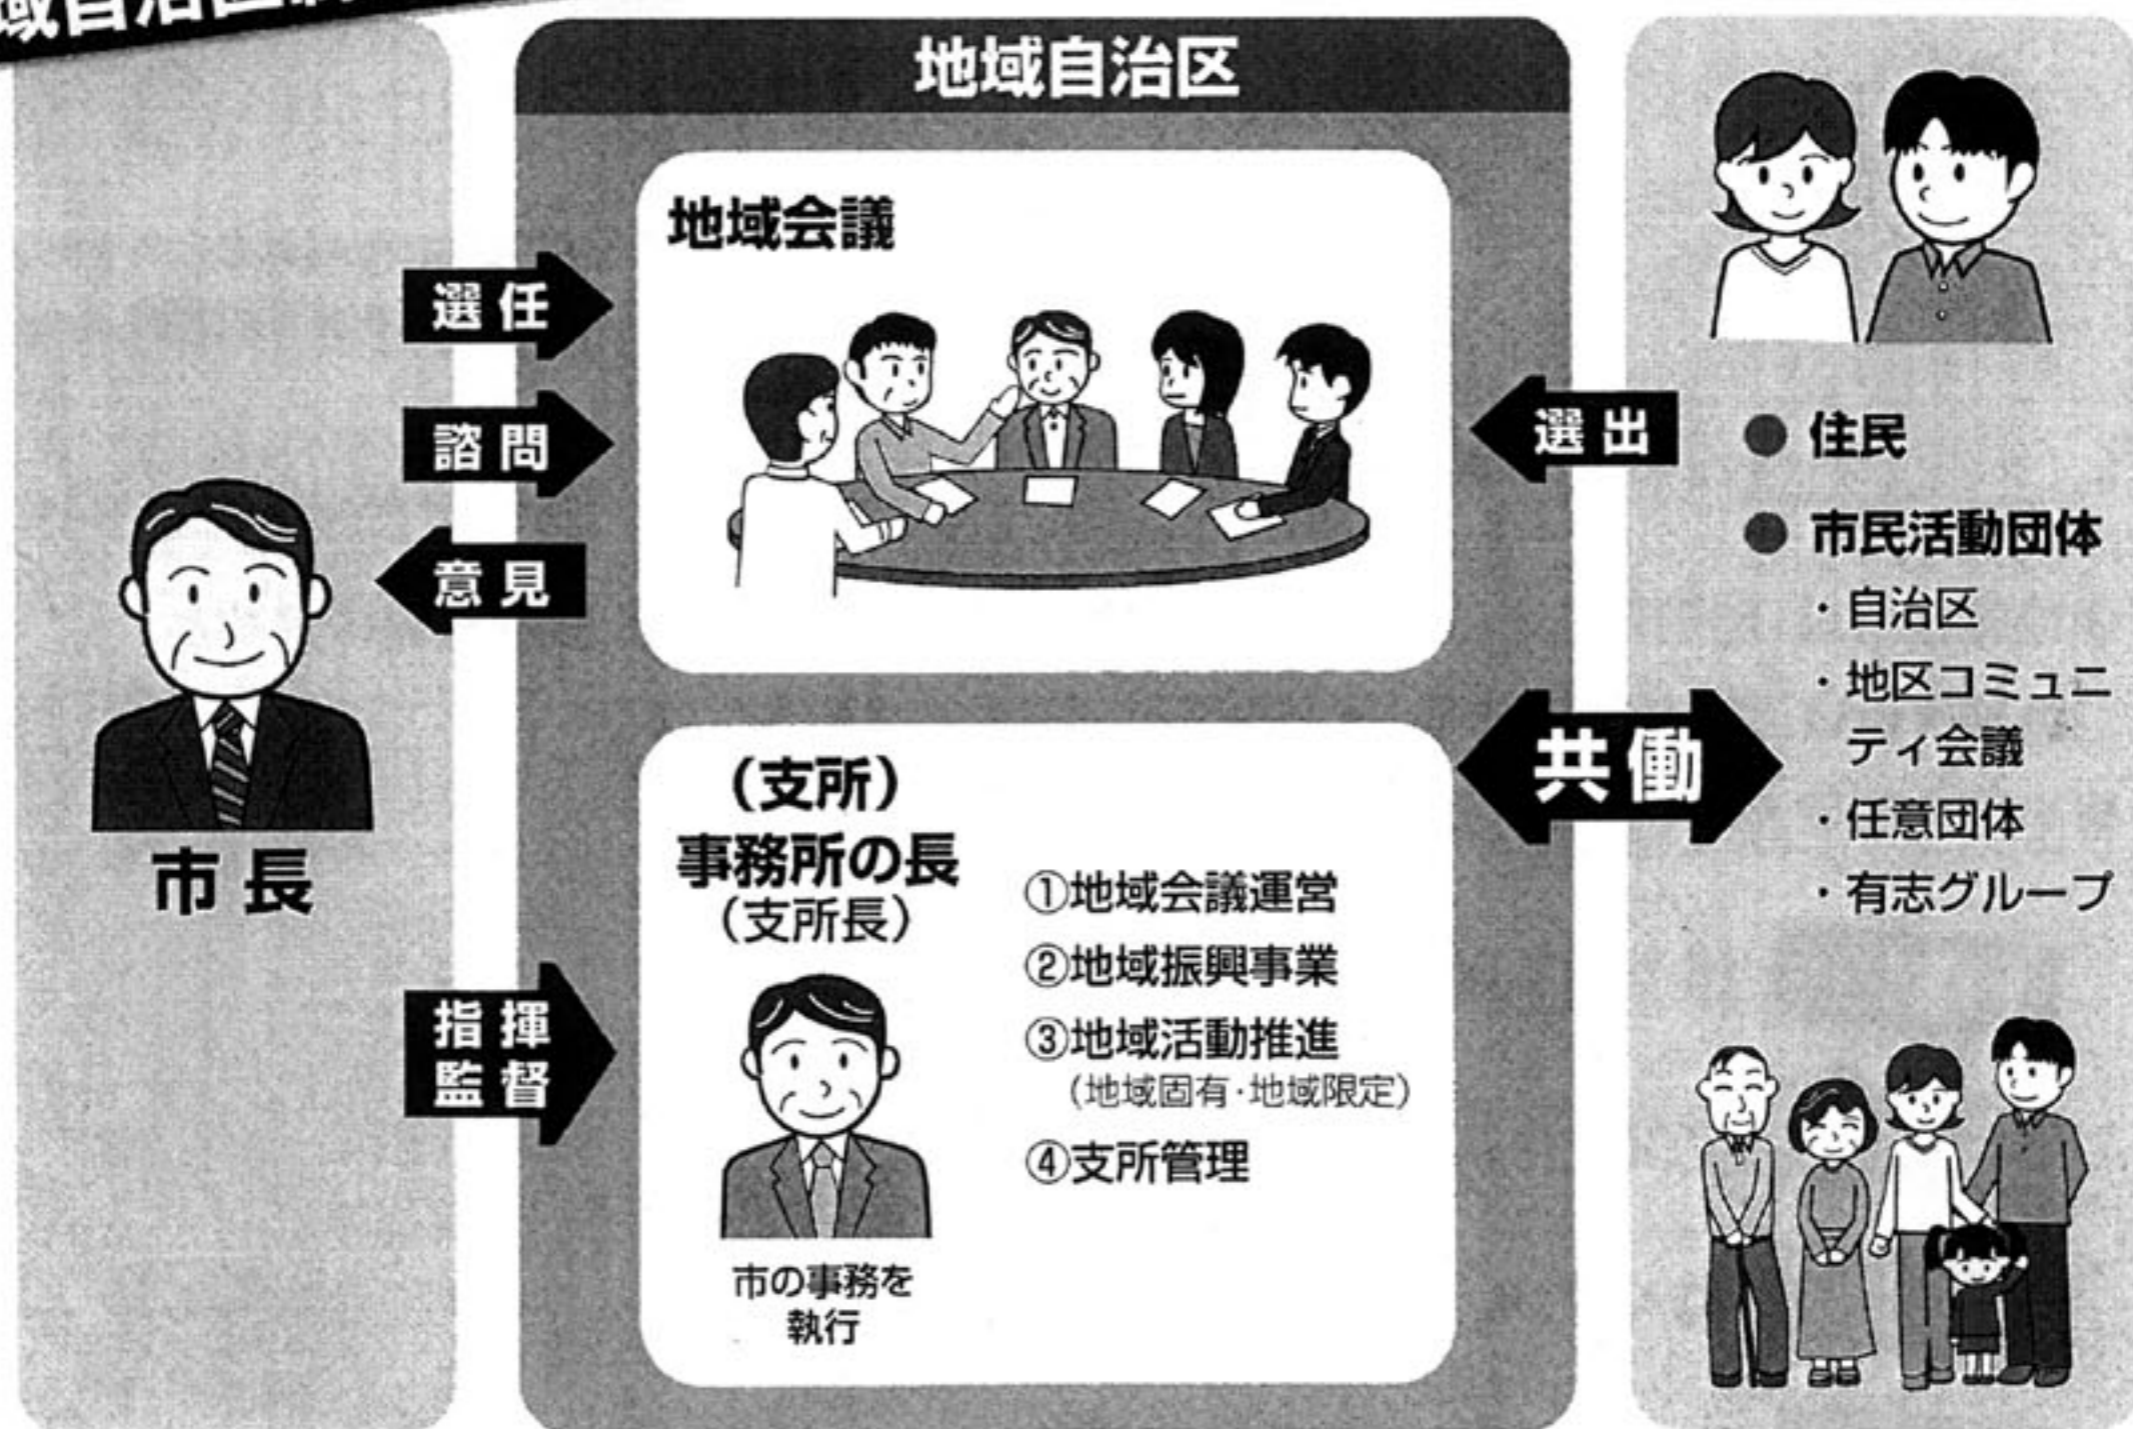 域自治区
地域自治区
地域会議
選任
諮問
意見
選出
市長
指揮
監督
(支所)
事務所の長
(支所長)
市の事務を
執行
①地域会議運営
②地域振興事業
③地域活動推進
(地域固有・地域限定)
④支所管理
共働
● 住民
● 市民活動団体
・自治区
・地区コミュニ
ティ会議
・任意団体
・有志グループ